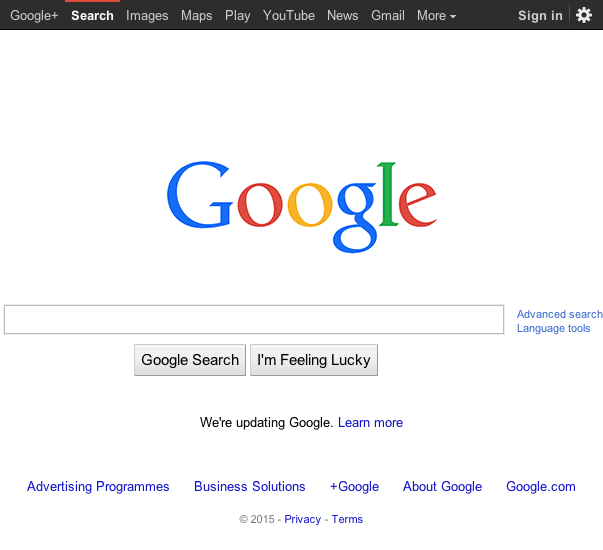 Google+ Search Images Maps Play YouTube News Gmail More Sign in
Google
Advanced search
Language tools
Google Search I'm Feeling Lucky
We're updating Google. Learn more
Advertising Programmes Business Solutions +Google About Google Google.com
© 2015 - Privacy - Terms